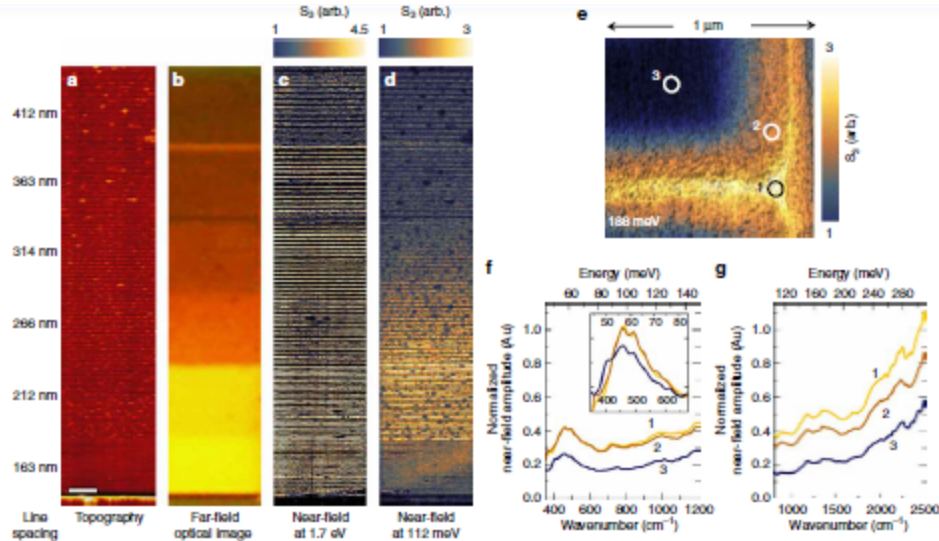 S₃ (arb.)
1 4.5
S₃ (arb.)
1 3
a
b
c
d
412 nm
363 nm
314 nm
266 nm
212 nm
163 nm
Line spacing
Topography
Far-field optical image
Near-field at 1.7 eV
Near-field at 112 meV
e
1 μm
3
2
1
188 meV
3
S₃ (arb.)
1
f
Energy (meV)
60 80 100 120 140
1.0
0.8
0.6
0.4
0.2
0.0
Normalized near-field amplitude (Au)
50 60 70 80
400 500 600
1
2
3
400 600 800 1000 1200
Wavenumber (cm⁻¹)
g
Energy (meV)
120 160 200 240 280
1.0
0.8
0.6
0.4
0.2
0.0
Normalized near-field amplitude (Au)
1
2
3
1000 1500 2000 2500
Wavenumber (cm⁻¹)